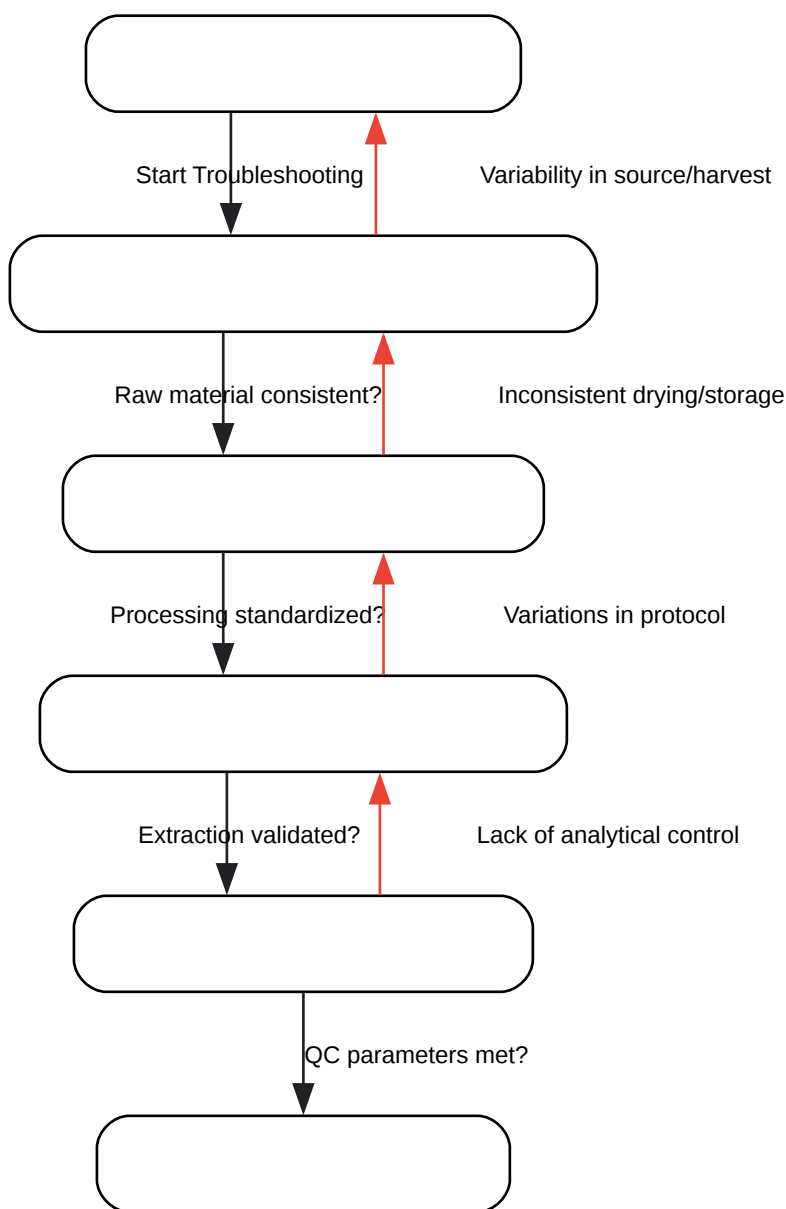 Start Troubleshooting
Variability in source/harvest
Raw material consistent?
Inconsistent drying/storage
Processing standardized?
Variations in protocol
Extraction validated?
Lack of analytical control
QC parameters met?